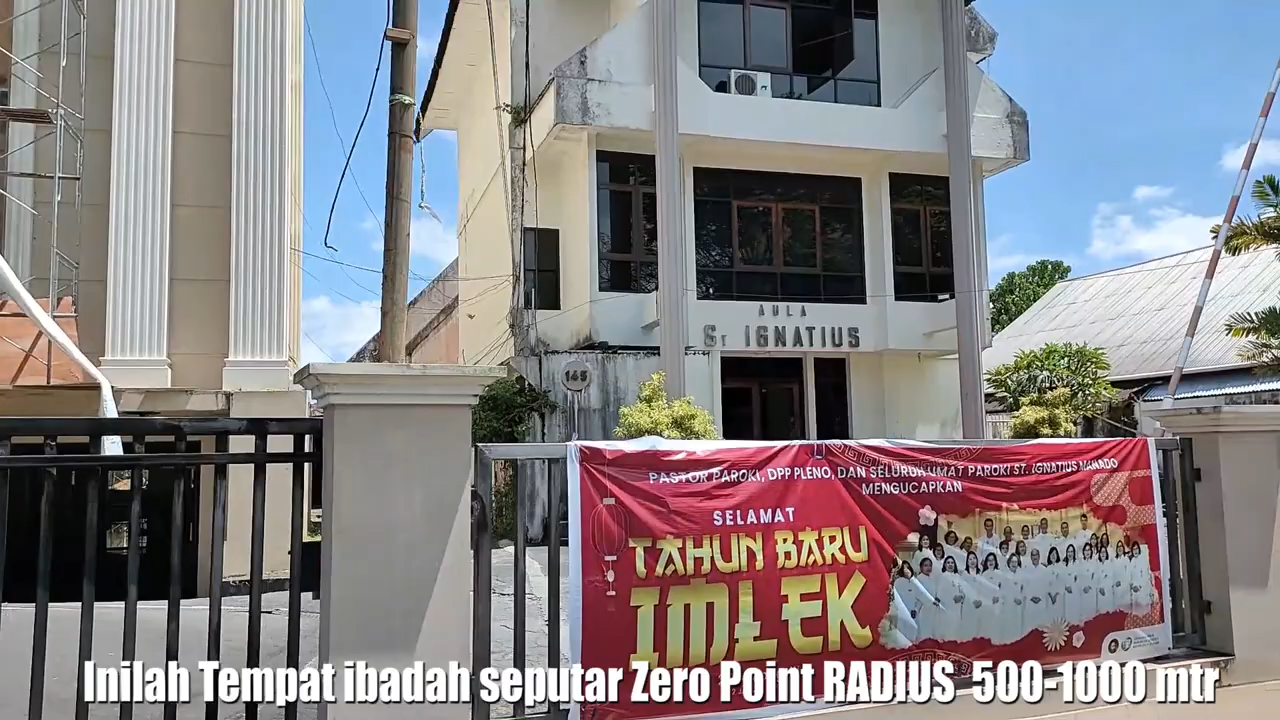 AULA
St IGNATIUS
145
PASTOR PAROKI, DPP PLENO, DAN SELURUH UMAT PAROKI ST. IGNATIUS MANADO
MENGUCAPKAN
SELAMAT
TAHUN BARU
IMLEK
Inilah Tempat ibadah seputar Zero Point RADIUS 500-1000 mtr